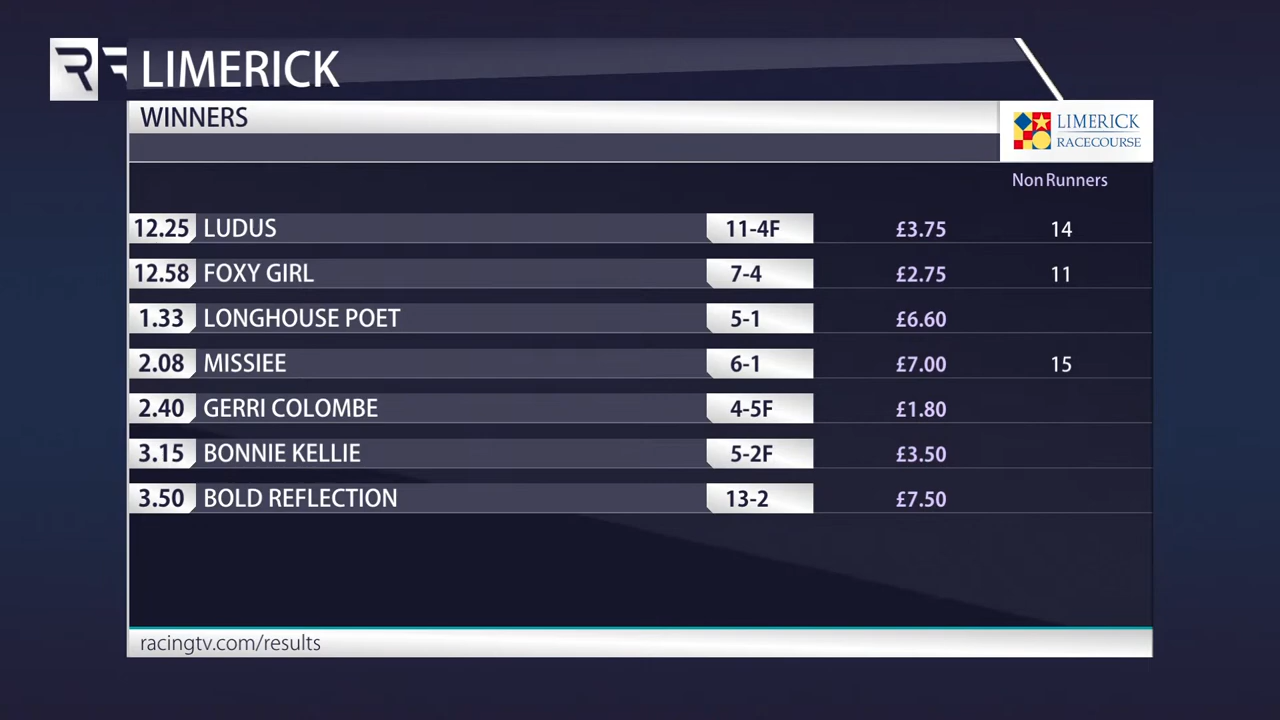 LIMERICK
WINNERS
LIMERICK
RACECOURSE
Non Runners
12.25 LUDUS 11-4F £3.75 14
12.58 FOXY GIRL 7-4 £2.75 11
1.33 LONGHOUSE POET 5-1 £6.60
2.08 MISSIEE 6-1 £7.00 15
2.40 GERRI COLOMBE 4-5F £1.80
3.15 BONNIE KELLIE 5-2F £3.50
3.50 BOLD REFLECTION 13-2 £7.50
racingtv.com/results